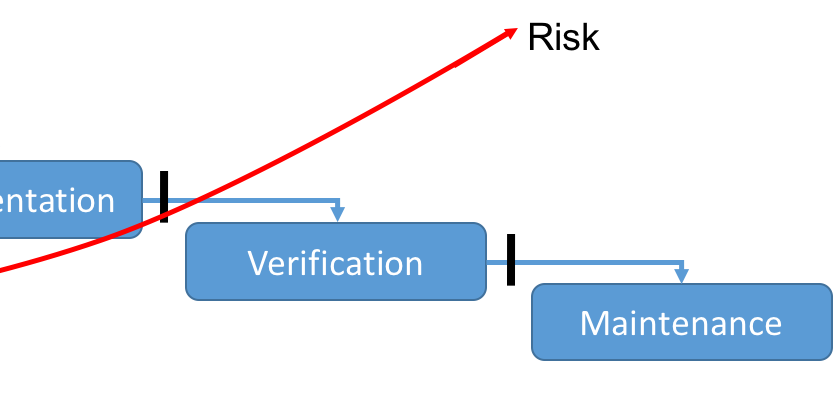 Risk
entation
Verification
Maintenance